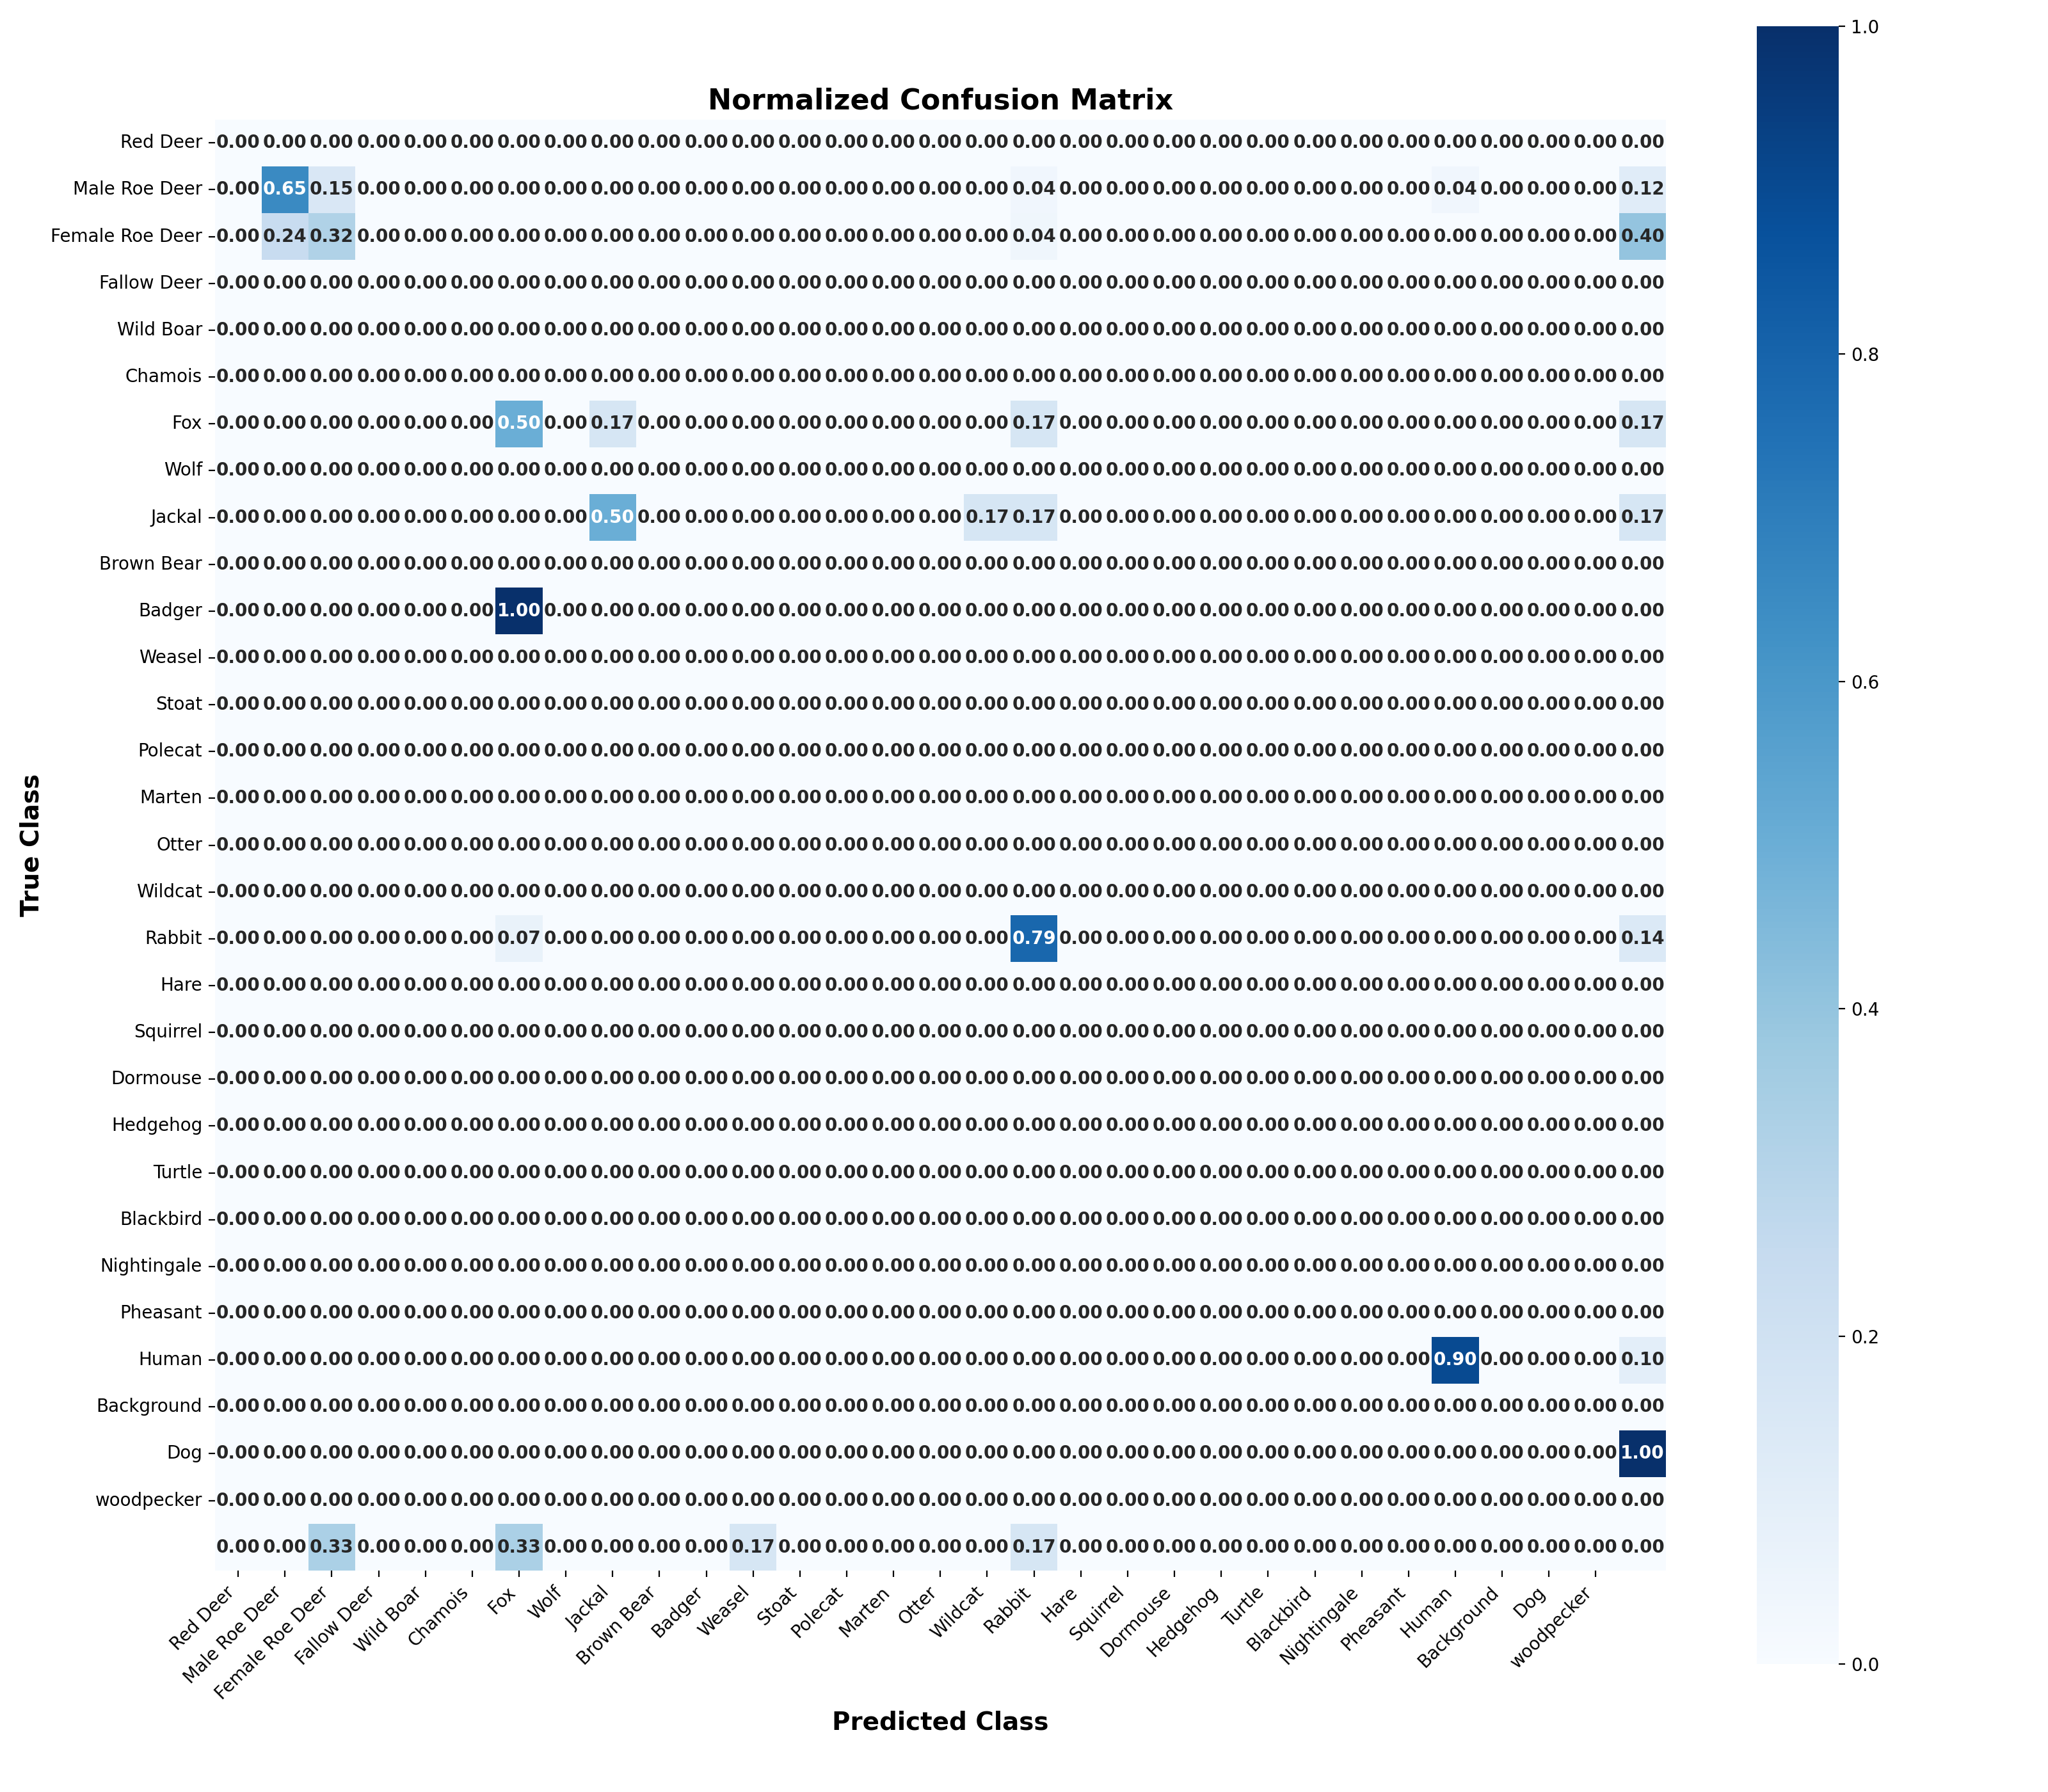 Normalized Confusion Matrix
Red Deer 0.00 0.00 0.00 0.00 0.00 0.00 0.00 0.00 0.00 0.00 0.00 0.00 0.00 0.00 0.00 0.00 0.00 0.00 0.00 0.00 0.00 0.00 0.00 0.00 0.00 0.00 0.00 0.00 0.00 0.00 0.00
Male Roe Deer 0.00 0.65 0.15 0.00 0.00 0.00 0.00 0.00 0.00 0.00 0.00 0.00 0.00 0.00 0.00 0.00 0.00 0.04 0.00 0.00 0.00 0.00 0.00 0.00 0.00 0.00 0.04 0.00 0.00 0.00 0.12
Female Roe Deer 0.00 0.24 0.32 0.00 0.00 0.00 0.00 0.00 0.00 0.00 0.00 0.00 0.00 0.00 0.00 0.00 0.00 0.04 0.00 0.00 0.00 0.00 0.00 0.00 0.00 0.00 0.00 0.00 0.00 0.00 0.40
Fallow Deer 0.00 0.00 0.00 0.00 0.00 0.00 0.00 0.00 0.00 0.00 0.00 0.00 0.00 0.00 0.00 0.00 0.00 0.00 0.00 0.00 0.00 0.00 0.00 0.00 0.00 0.00 0.00 0.00 0.00 0.00 0.00
Wild Boar 0.00 0.00 0.00 0.00 0.00 0.00 0.00 0.00 0.00 0.00 0.00 0.00 0.00 0.00 0.00 0.00 0.00 0.00 0.00 0.00 0.00 0.00 0.00 0.00 0.00 0.00 0.00 0.00 0.00 0.00 0.00
Chamois 0.00 0.00 0.00 0.00 0.00 0.00 0.00 0.00 0.00 0.00 0.00 0.00 0.00 0.00 0.00 0.00 0.00 0.00 0.00 0.00 0.00 0.00 0.00 0.00 0.00 0.00 0.00 0.00 0.00 0.00 0.00
Fox 0.00 0.00 0.00 0.00 0.00 0.00 0.50 0.00 0.17 0.00 0.00 0.00 0.00 0.00 0.00 0.00 0.00 0.17 0.00 0.00 0.00 0.00 0.00 0.00 0.00 0.00 0.00 0.00 0.00 0.00 0.17
Wolf 0.00 0.00 0.00 0.00 0.00 0.00 0.00 0.00 0.00 0.00 0.00 0.00 0.00 0.00 0.00 0.00 0.00 0.00 0.00 0.00 0.00 0.00 0.00 0.00 0.00 0.00 0.00 0.00 0.00 0.00 0.00
Jackal 0.00 0.00 0.00 0.00 0.00 0.00 0.00 0.00 0.50 0.00 0.00 0.00 0.00 0.00 0.00 0.00 0.17 0.17 0.00 0.00 0.00 0.00 0.00 0.00 0.00 0.00 0.00 0.00 0.00 0.00 0.17
Brown Bear 0.00 0.00 0.00 0.00 0.00 0.00 0.00 0.00 0.00 0.00 0.00 0.00 0.00 0.00 0.00 0.00 0.00 0.00 0.00 0.00 0.00 0.00 0.00 0.00 0.00 0.00 0.00 0.00 0.00 0.00 0.00
Badger 0.00 0.00 0.00 0.00 0.00 0.00 1.00 0.00 0.00 0.00 0.00 0.00 0.00 0.00 0.00 0.00 0.00 0.00 0.00 0.00 0.00 0.00 0.00 0.00 0.00 0.00 0.00 0.00 0.00 0.00 0.00
Weasel 0.00 0.00 0.00 0.00 0.00 0.00 0.00 0.00 0.00 0.00 0.00 0.00 0.00 0.00 0.00 0.00 0.00 0.00 0.00 0.00 0.00 0.00 0.00 0.00 0.00 0.00 0.00 0.00 0.00 0.00 0.00
Stoat 0.00 0.00 0.00 0.00 0.00 0.00 0.00 0.00 0.00 0.00 0.00 0.00 0.00 0.00 0.00 0.00 0.00 0.00 0.00 0.00 0.00 0.00 0.00 0.00 0.00 0.00 0.00 0.00 0.00 0.00 0.00
Polecat 0.00 0.00 0.00 0.00 0.00 0.00 0.00 0.00 0.00 0.00 0.00 0.00 0.00 0.00 0.00 0.00 0.00 0.00 0.00 0.00 0.00 0.00 0.00 0.00 0.00 0.00 0.00 0.00 0.00 0.00 0.00
Marten 0.00 0.00 0.00 0.00 0.00 0.00 0.00 0.00 0.00 0.00 0.00 0.00 0.00 0.00 0.00 0.00 0.00 0.00 0.00 0.00 0.00 0.00 0.00 0.00 0.00 0.00 0.00 0.00 0.00 0.00 0.00
Otter 0.00 0.00 0.00 0.00 0.00 0.00 0.00 0.00 0.00 0.00 0.00 0.00 0.00 0.00 0.00 0.00 0.00 0.00 0.00 0.00 0.00 0.00 0.00 0.00 0.00 0.00 0.00 0.00 0.00 0.00 0.00
Wildcat 0.00 0.00 0.00 0.00 0.00 0.00 0.00 0.00 0.00 0.00 0.00 0.00 0.00 0.00 0.00 0.00 0.00 0.00 0.00 0.00 0.00 0.00 0.00 0.00 0.00 0.00 0.00 0.00 0.00 0.00 0.00
Rabbit 0.00 0.00 0.00 0.00 0.00 0.00 0.07 0.00 0.00 0.00 0.00 0.00 0.00 0.00 0.00 0.00 0.00 0.79 0.00 0.00 0.00 0.00 0.00 0.00 0.00 0.00 0.00 0.00 0.00 0.00 0.14
Hare 0.00 0.00 0.00 0.00 0.00 0.00 0.00 0.00 0.00 0.00 0.00 0.00 0.00 0.00 0.00 0.00 0.00 0.00 0.00 0.00 0.00 0.00 0.00 0.00 0.00 0.00 0.00 0.00 0.00 0.00 0.00
Squirrel 0.00 0.00 0.00 0.00 0.00 0.00 0.00 0.00 0.00 0.00 0.00 0.00 0.00 0.00 0.00 0.00 0.00 0.00 0.00 0.00 0.00 0.00 0.00 0.00 0.00 0.00 0.00 0.00 0.00 0.00 0.00
Dormouse 0.00 0.00 0.00 0.00 0.00 0.00 0.00 0.00 0.00 0.00 0.00 0.00 0.00 0.00 0.00 0.00 0.00 0.00 0.00 0.00 0.00 0.00 0.00 0.00 0.00 0.00 0.00 0.00 0.00 0.00 0.00
Hedgehog 0.00 0.00 0.00 0.00 0.00 0.00 0.00 0.00 0.00 0.00 0.00 0.00 0.00 0.00 0.00 0.00 0.00 0.00 0.00 0.00 0.00 0.00 0.00 0.00 0.00 0.00 0.00 0.00 0.00 0.00 0.00
Turtle 0.00 0.00 0.00 0.00 0.00 0.00 0.00 0.00 0.00 0.00 0.00 0.00 0.00 0.00 0.00 0.00 0.00 0.00 0.00 0.00 0.00 0.00 0.00 0.00 0.00 0.00 0.00 0.00 0.00 0.00 0.00
Blackbird 0.00 0.00 0.00 0.00 0.00 0.00 0.00 0.00 0.00 0.00 0.00 0.00 0.00 0.00 0.00 0.00 0.00 0.00 0.00 0.00 0.00 0.00 0.00 0.00 0.00 0.00 0.00 0.00 0.00 0.00 0.00
Nightingale 0.00 0.00 0.00 0.00 0.00 0.00 0.00 0.00 0.00 0.00 0.00 0.00 0.00 0.00 0.00 0.00 0.00 0.00 0.00 0.00 0.00 0.00 0.00 0.00 0.00 0.00 0.00 0.00 0.00 0.00 0.00
Pheasant 0.00 0.00 0.00 0.00 0.00 0.00 0.00 0.00 0.00 0.00 0.00 0.00 0.00 0.00 0.00 0.00 0.00 0.00 0.00 0.00 0.00 0.00 0.00 0.00 0.00 0.00 0.00 0.00 0.00 0.00 0.00
Human 0.00 0.00 0.00 0.00 0.00 0.00 0.00 0.00 0.00 0.00 0.00 0.00 0.00 0.00 0.00 0.00 0.00 0.00 0.00 0.00 0.00 0.00 0.00 0.00 0.00 0.00 0.90 0.00 0.00 0.00 0.10
Background 0.00 0.00 0.00 0.00 0.00 0.00 0.00 0.00 0.00 0.00 0.00 0.00 0.00 0.00 0.00 0.00 0.00 0.00 0.00 0.00 0.00 0.00 0.00 0.00 0.00 0.00 0.00 0.00 0.00 0.00 0.00
Dog 0.00 0.00 0.00 0.00 0.00 0.00 0.00 0.00 0.00 0.00 0.00 0.00 0.00 0.00 0.00 0.00 0.00 0.00 0.00 0.00 0.00 0.00 0.00 0.00 0.00 0.00 0.00 0.00 0.00 0.00 1.00
woodpecker 0.00 0.00 0.00 0.00 0.00 0.00 0.00 0.00 0.00 0.00 0.00 0.00 0.00 0.00 0.00 0.00 0.00 0.00 0.00 0.00 0.00 0.00 0.00 0.00 0.00 0.00 0.00 0.00 0.00 0.00 0.00
0.00 0.00 0.33 0.00 0.00 0.00 0.33 0.00 0.00 0.00 0.00 0.17 0.00 0.00 0.00 0.00 0.00 0.17 0.00 0.00 0.00 0.00 0.00 0.00 0.00 0.00 0.00 0.00 0.00 0.00 0.00
Red Deer
Male Roe Deer
Female Roe Deer
Fallow Deer
Wild Boar
Chamois
Fox
Wolf
Jackal
Brown Bear
Badger
Weasel
Stoat
Polecat
Marten
Otter
Wildcat
Rabbit
Hare
Squirrel
Dormouse
Hedgehog
Turtle
Blackbird
Nightingale
Pheasant
Human
Background
Dog
woodpecker
Predicted Class
True Class
1.0
0.8
0.6
0.4
0.2
0.0